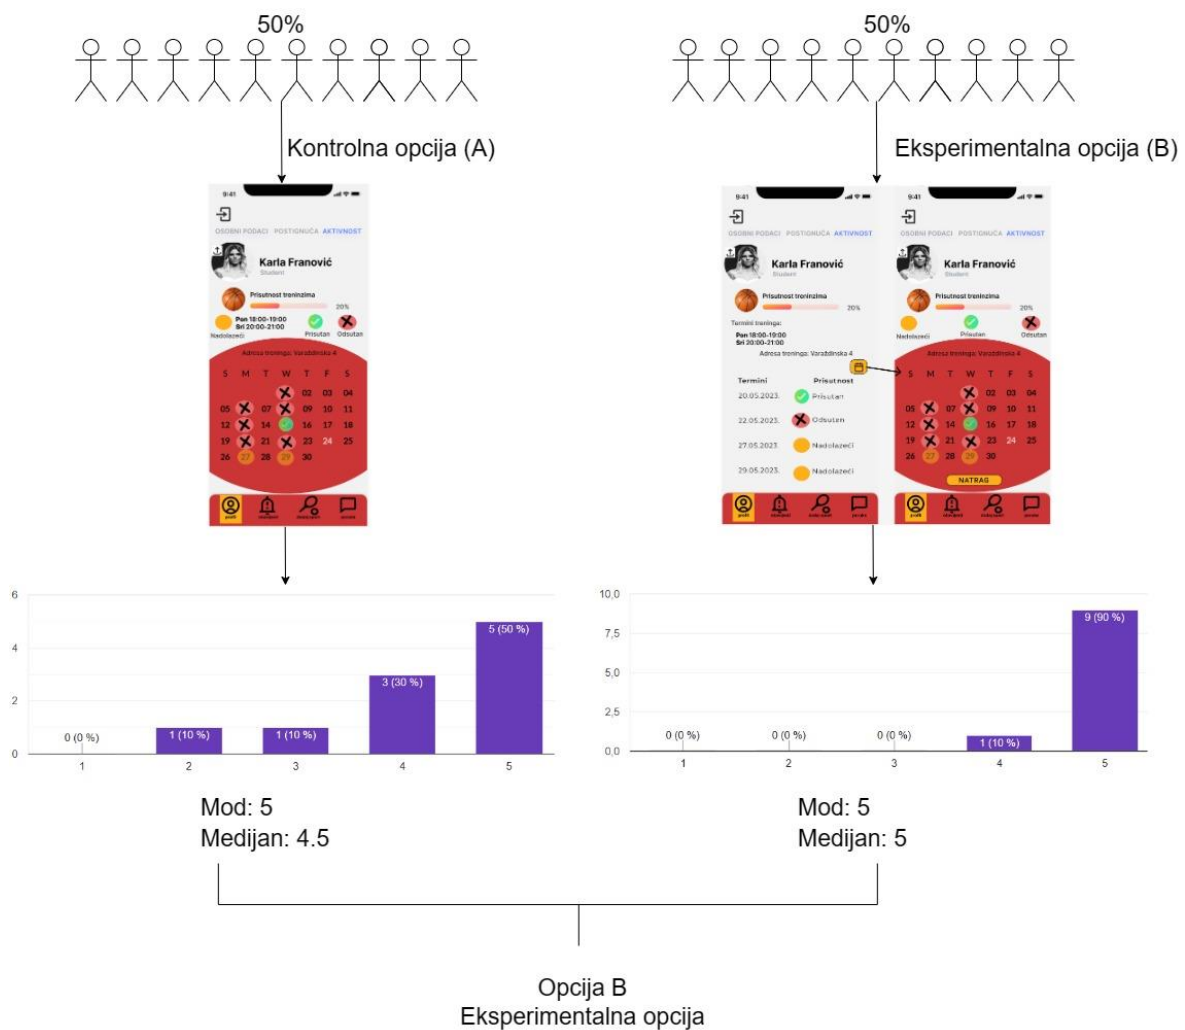 50%
50%
Kontrolna opcija (A)
Eksperimentalna opcija (B)
9:41
OSOBNI PODACI POSTIGNUĆA AKTIVNOST
Karla Franović
Student
Prisutnost treninzima
20%
Pon 18:00-19:00
Sri 20:00-21:00
Nadolazeći
Prisutan
Odsutan
Adresa treninga: Varaždinska 4
S M T W T F S
02 03 04
05 07 09 10 11
12 14 16 17 18
19 21 23 24 25
26 27 28 29 30
profil
poruke
9:41
OSOBNI PODACI POSTIGNUĆA AKTIVNOST
Karla Franović
Student
Prisutnost treninzima
20%
Termini treninga:
Pon 18:00-19:00
Sri 20:00-21:00
Adresa treninga: Varaždinska 4
Termini Prisutnost
20.05.2023. Prisutan
22.05.2023. Odsutan
27.05.2023. Nadolazeći
29.05.2023. Nadolazeći
profil
poruke
9:41
OSOBNI PODACI POSTIGNUĆA AKTIVNOST
Karla Franović
Student
Prisutnost treninzima
20%
Nadolazeći
Prisutan
Odsutan
Adresa treninga: Varaždinska 4
S M T W T F S
02 03 04
05 07 09 10 11
12 14 16 17 18
19 21 23 24 25
26 27 28 29 30
NATRAG
profil
poruke
6
4
2
0
0 (0 %)
1 (10 %)
1 (10 %)
3 (30 %)
5 (50 %)
1 2 3 4 5
10,0
7,5
5,0
2,5
0,0
0 (0 %)
0 (0 %)
0 (0 %)
1 (10 %)
9 (90 %)
1 2 3 4 5
Mod: 5
Medijan: 4.5
Mod: 5
Medijan: 5
Opcija B
Eksperimentalna opcija